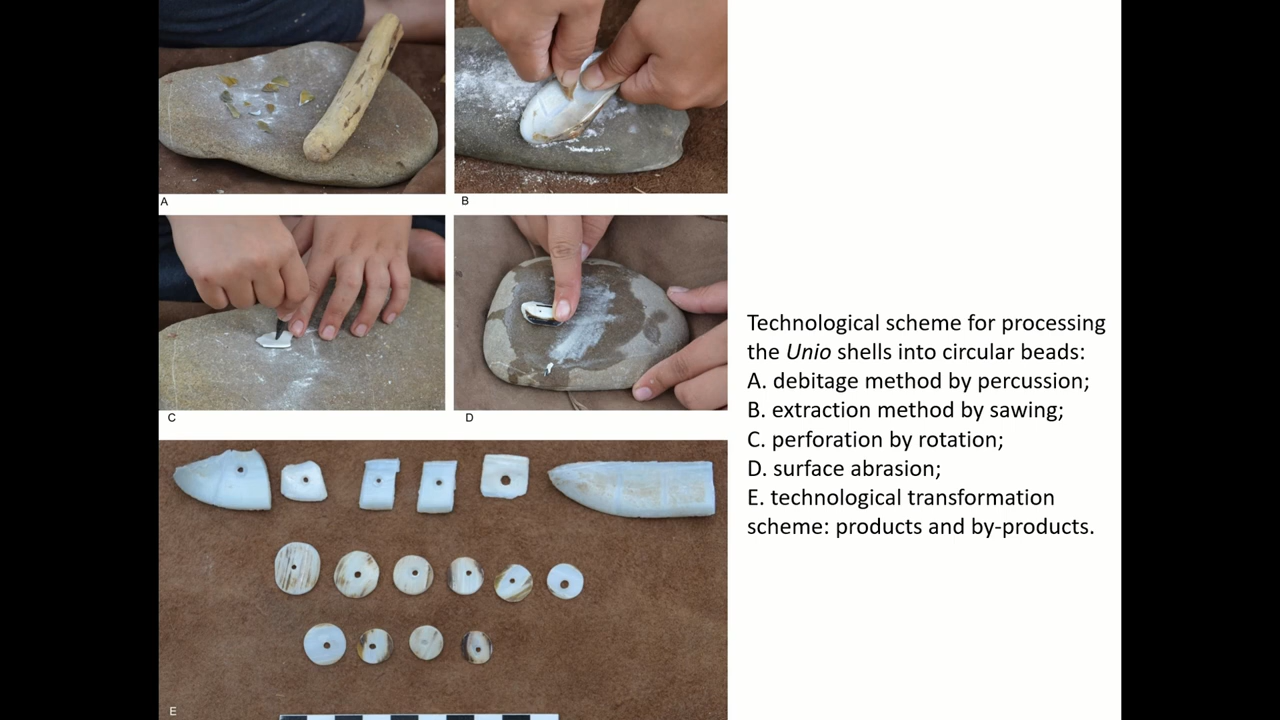 A
B
C
D
E
Technological scheme for processing
the Unio shells into circular beads:
A. debitage method by percussion;
B. extraction method by sawing;
C. perforation by rotation;
D. surface abrasion;
E. technological transformation
scheme: products and by-products.